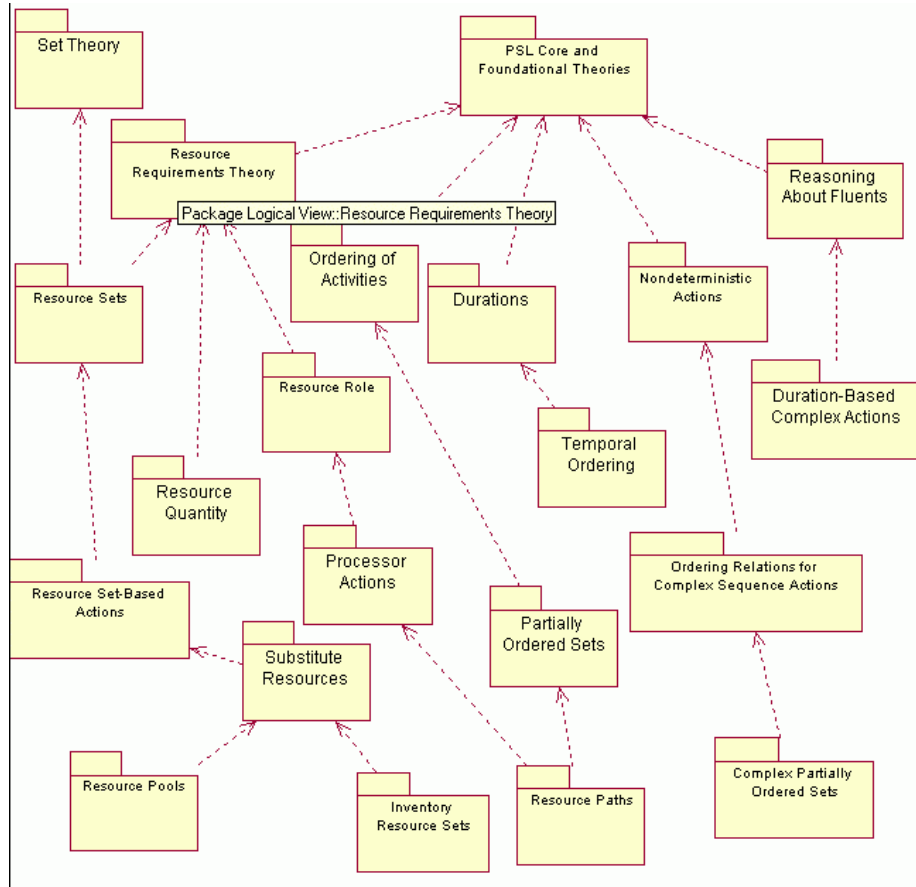 Set Theory
PSL Core and
Foundational Theories
Resource
Requirements Theory
Reasoning
About Fluents
Package Logical View::Resource Requirements Theory
Ordering of
Activities
Resource Sets
Durations
Nondeterministic
Actions
Resource Role
Duration-Based
Complex Actions
Temporal
Ordering
Resource
Quantity
Processor
Actions
Ordering Relations for
Complex Sequence Actions
Resource Set-Based
Actions
Partially
Ordered Sets
Substitute
Resources
Resource Pools
Inventory
Resource Sets
Resource Paths
Complex Partially
Ordered Sets